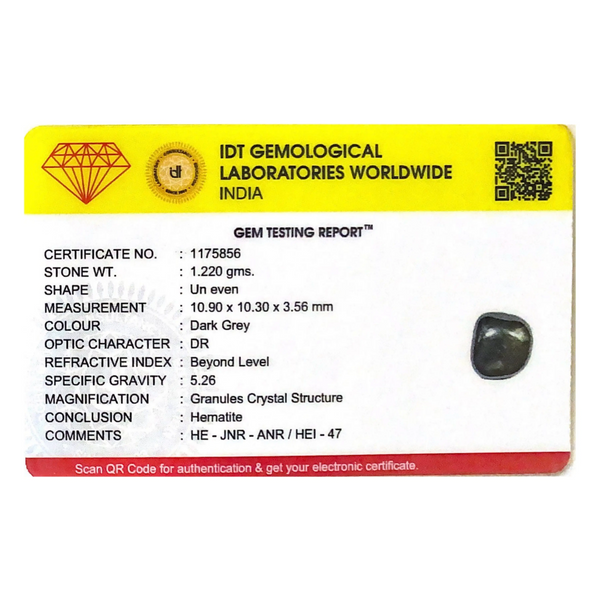 IDT GEMOLOGICAL
LABORATORIES WORLDWIDE
INDIA
GEM TESTING REPORT™
CERTIFICATE NO. : 1175856
STONE WT. : 1.220 gms.
SHAPE : Un even
MEASUREMENT : 10.90 x 10.30 x 3.56 mm
COLOUR : Dark Grey
OPTIC CHARACTER : DR
REFRACTIVE INDEX : Beyond Level
SPECIFIC GRAVITY : 5.26
MAGNIFICATION : Granules Crystal Structure
CONCLUSION : Hematite
COMMENTS : HE - JNR - ANR / HEI - 47
Scan QR Code for authentication & get your electronic certificate.